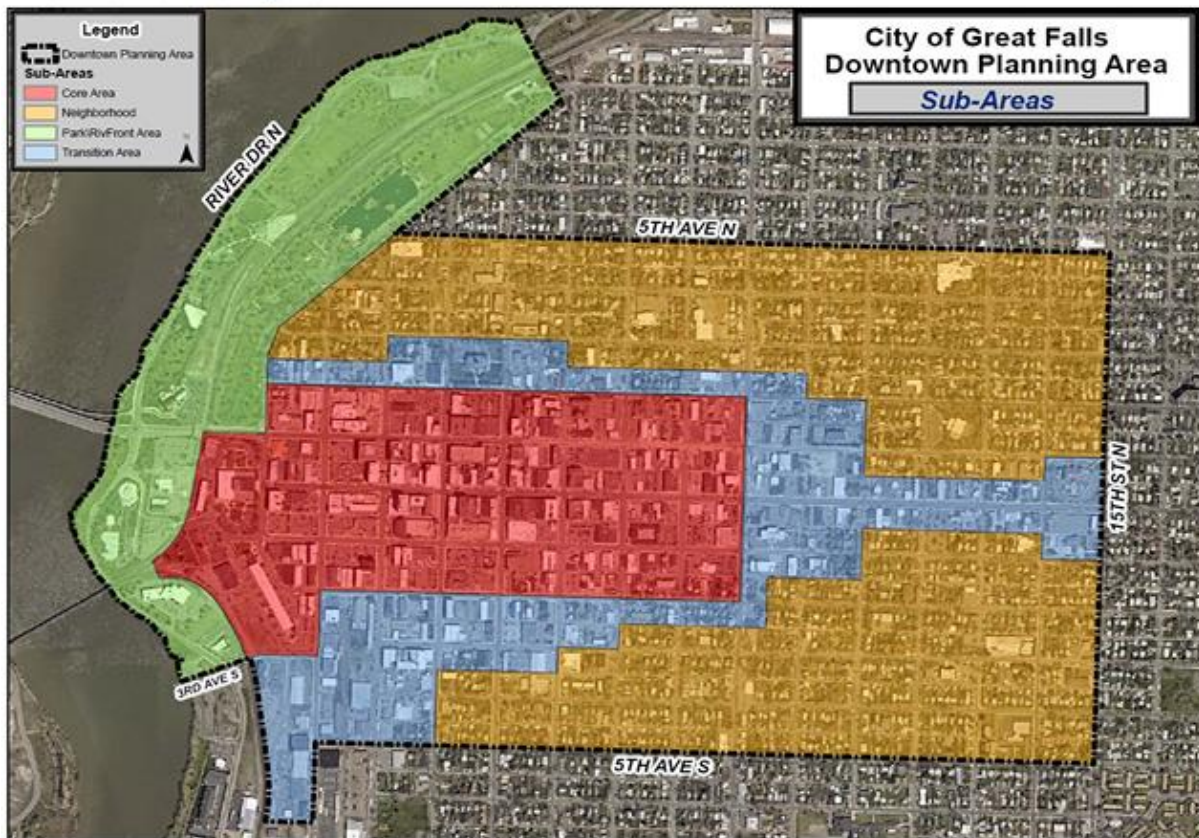 Legend
Downtown Planning Area
Sub-Areas
Core Area
Neighborhood
Park\RivFront Area
Transition Area
City of Great Falls
Downtown Planning Area
Sub-Areas
RIVER DR N
5TH AVE N
15TH ST N
3RD AVE S
5TH AVE S